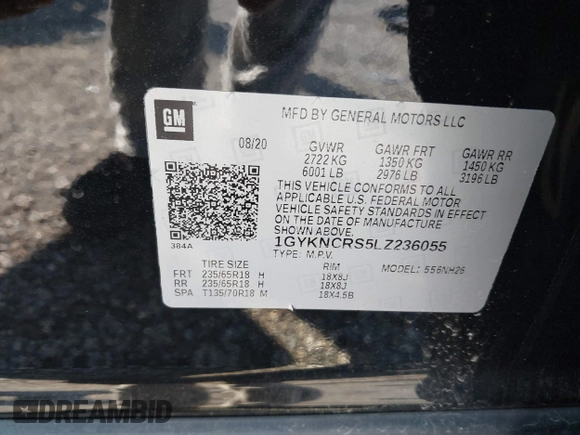 GM
MFD BY GENERAL MOTORS LLC
08/20 GVWR GAWR FRT GAWR RR
2722 KG 1350 KG 1450 KG
6001 LB 2976 LB 3196 LB
THIS VEHICLE CONFORMS TO ALL
APPLICABLE U.S. FEDERAL MOTOR
VEHICLE SAFETY STANDARDS IN EFFECT
ON THE DATE OF MANUFACTURE
SHOWN ABOVE.
384A
1GYKNCRS5LZ236055
TYPE: M.P.V. MODEL: 556NH26
TIRE SIZE RIM
FRT 235/65R18 H 18X8J
RR 235/65R18 H 18X8J
SPA T135/70R18 M 18X4.5B
DREAMBID